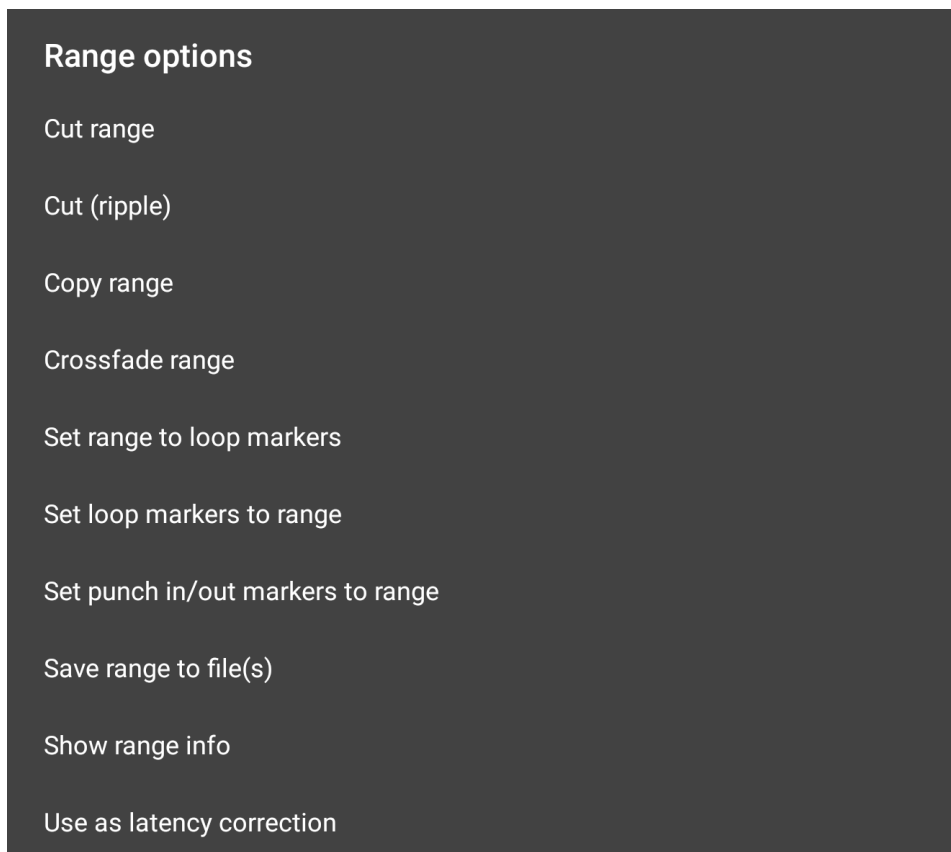 Range options
Cut range
Cut (ripple)
Copy range
Crossfade range
Set range to loop markers
Set loop markers to range
Set punch in/out markers to range
Save range to file(s)
Show range info
Use as latency correction